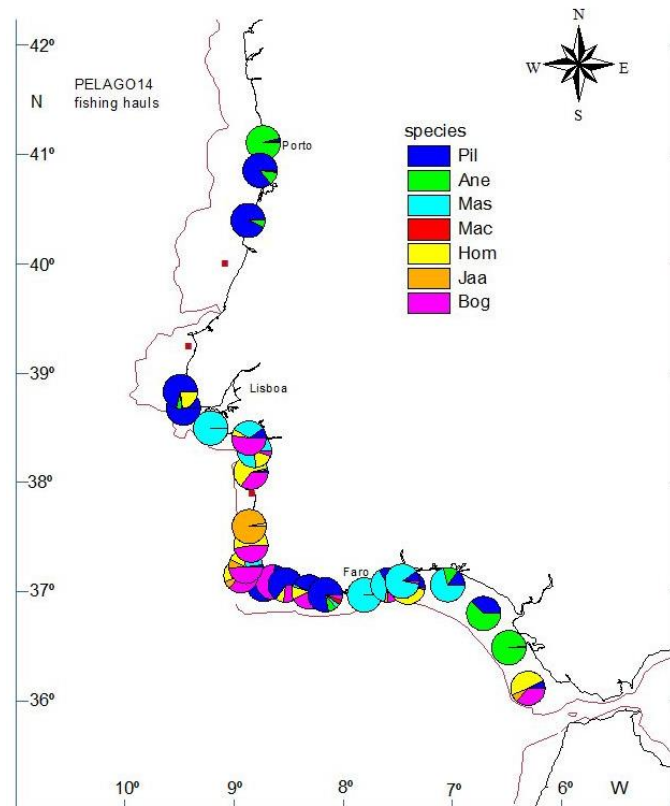 N
W E
S
42º
N
PELAGO14
fishing hauls
41º
Porto
species
Pil
Ane
Mas
Mac
Hom
Jaa
Bog
40º
39º
Lisboa
38º
37º
Faro
36º
10º 9º 8º 7º 6º W